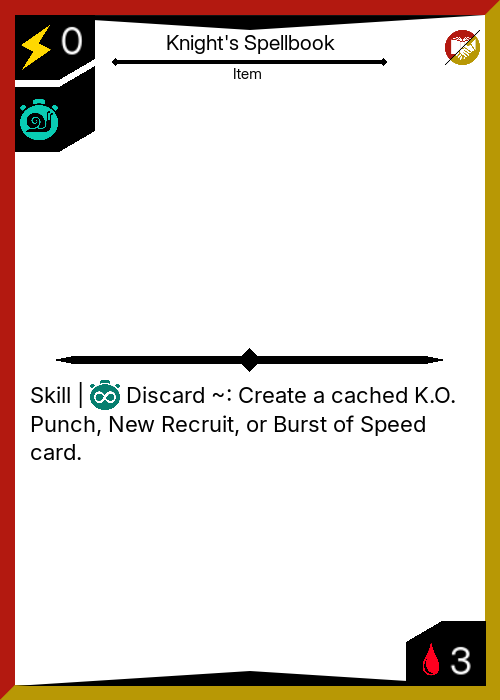 0
Knight's Spellbook
Item
Skill | Discard ~: Create a cached K.O.
Punch, New Recruit, or Burst of Speed
card.
3